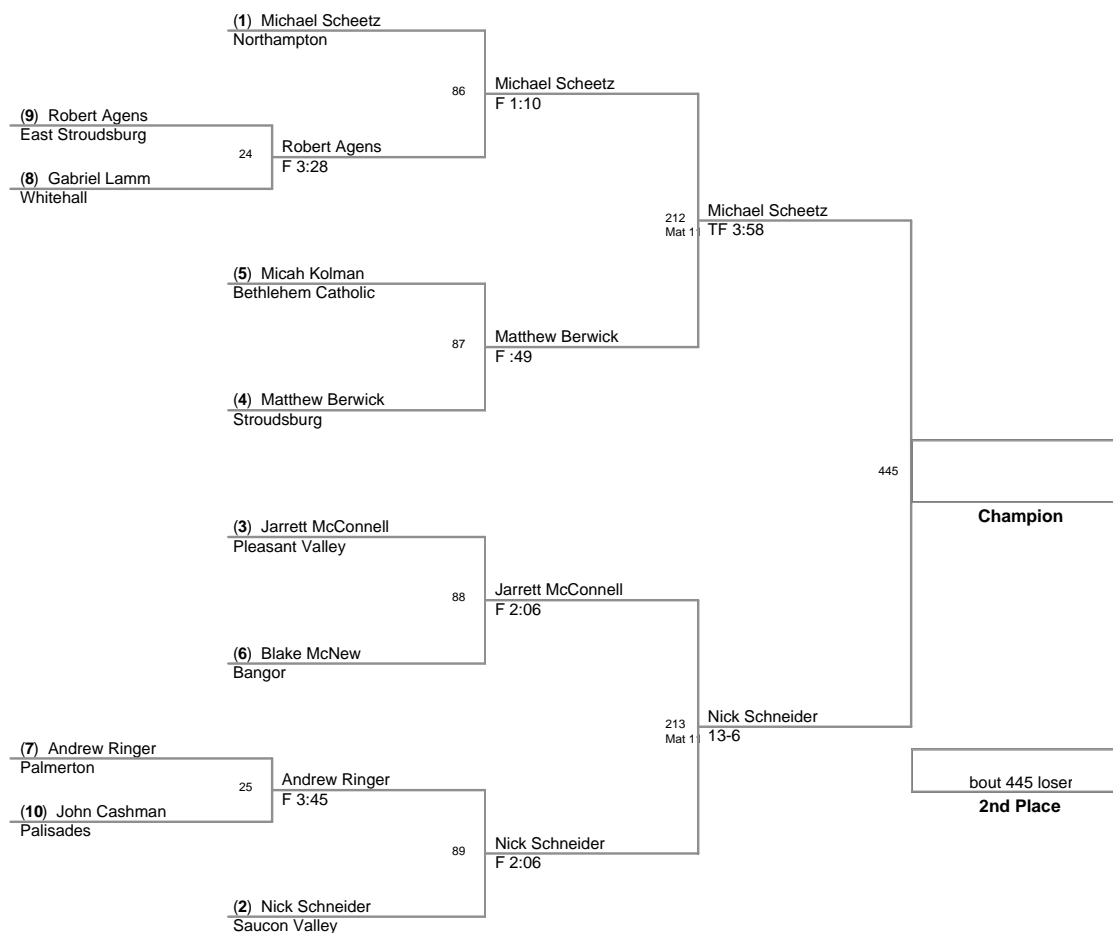 (1) Michael Scheetz
Northampton
86
Michael Scheetz
F 1:10
(9) Robert Agens
East Stroudsburg
24
Robert Agens
F 3:28
(8) Gabriel Lamm
Whitehall
212
Mat 11
Michael Scheetz
TF 3:58
(5) Micah Kolman
Bethlehem Catholic
87
Matthew Berwick
F :49
(4) Matthew Berwick
Stroudsburg
445
Champion
(3) Jarrett McConnell
Pleasant Valley
88
Jarrett McConnell
F 2:06
(6) Blake McNew
Bangor
213
Mat 11
Nick Schneider
13-6
(7) Andrew Ringer
Palmerton
25
Andrew Ringer
F 3:45
(10) John Cashman
Palisades
bout 445 loser
2nd Place
89
Nick Schneider
F 2:06
(2) Nick Schneider
Saucon Valley